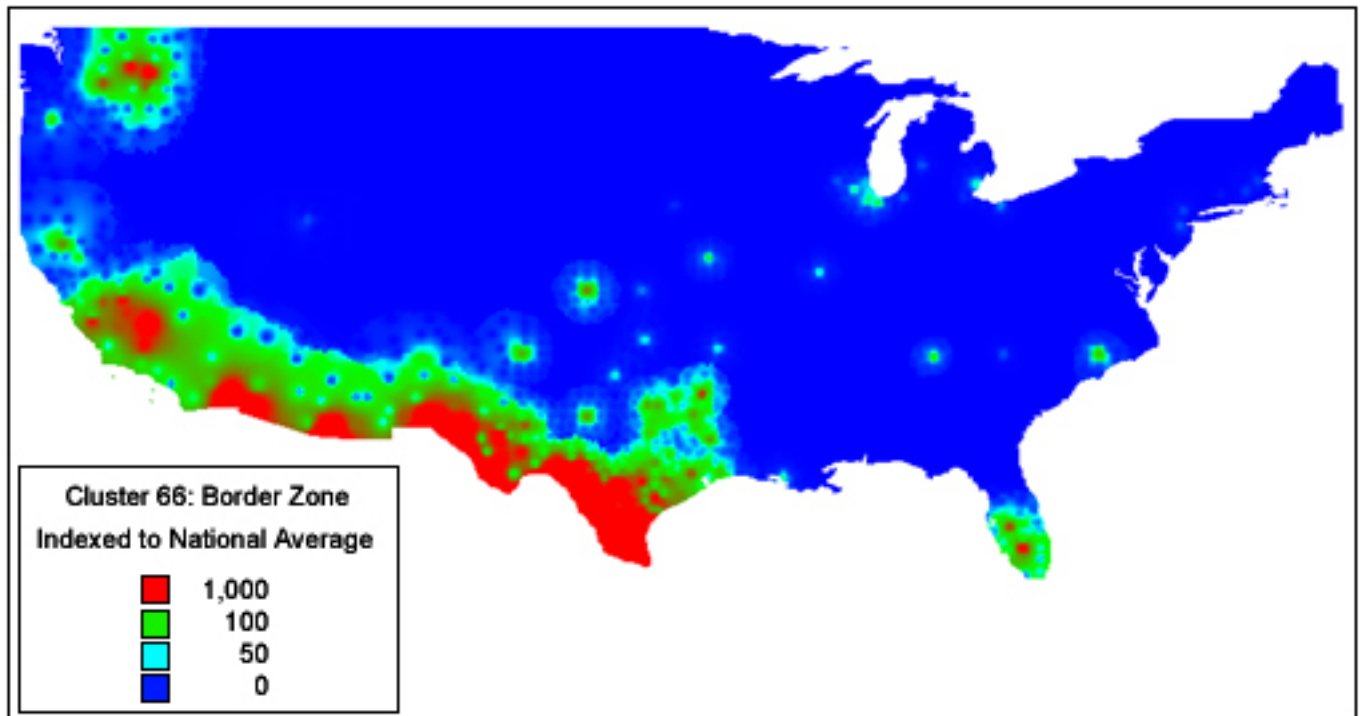 Cluster 66: Border Zone
Indexed to National Average
1,000
100
50
0